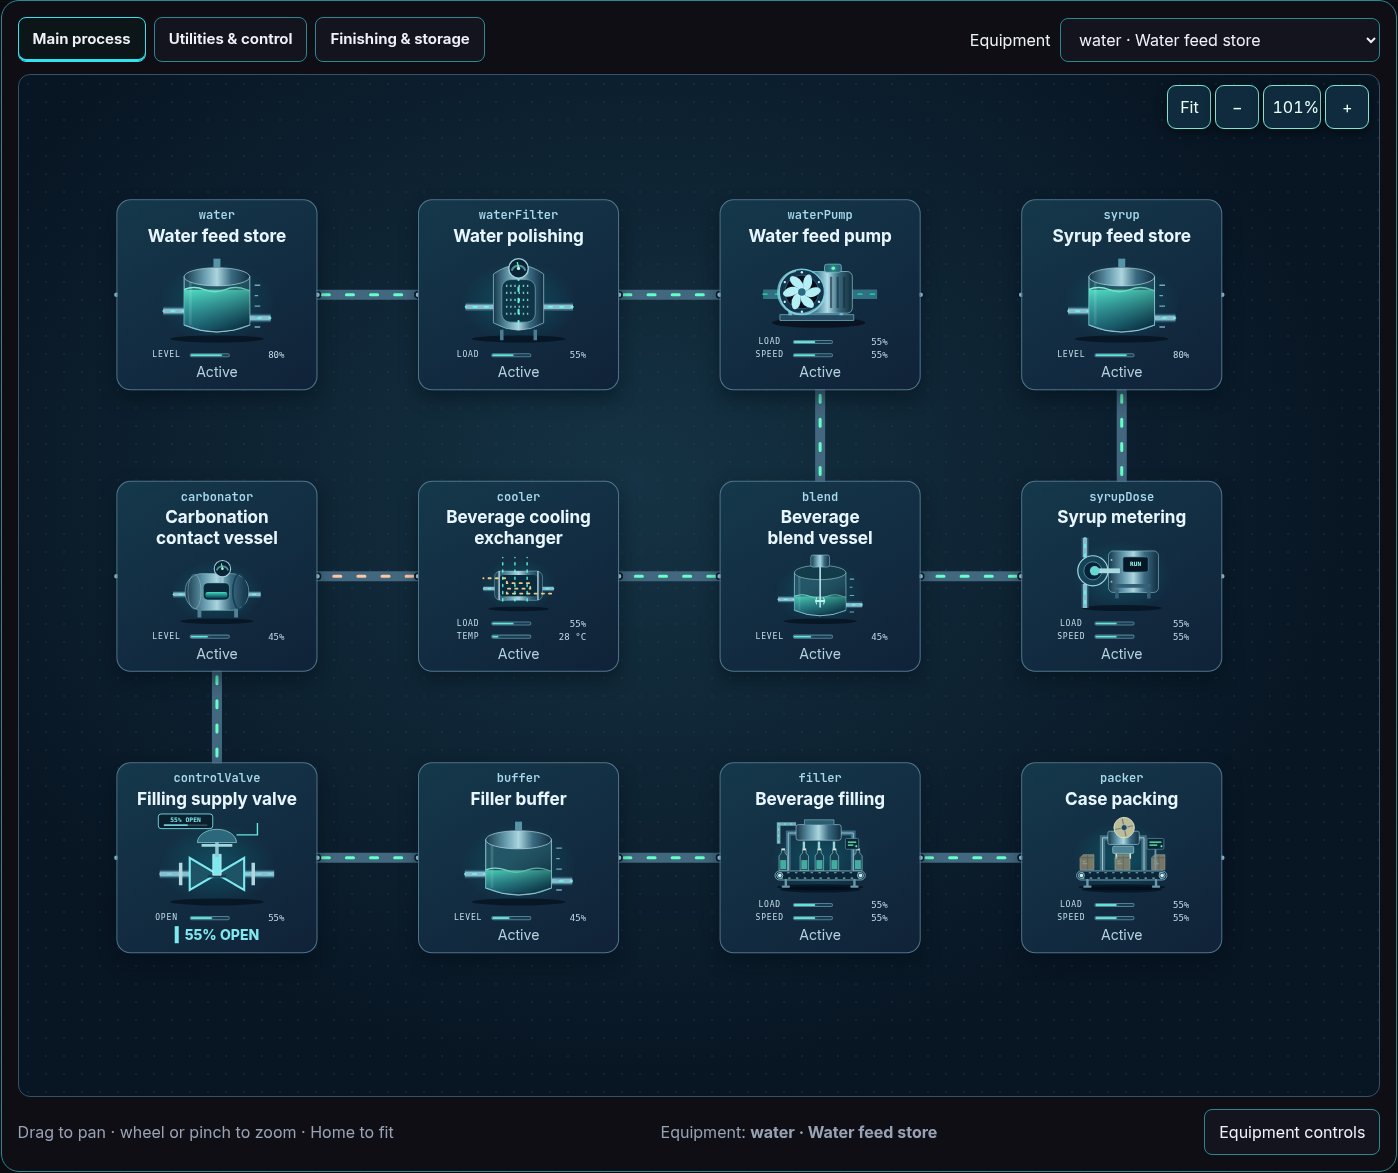 Main process
Utilities & control
Finishing & storage
Equipment
water · Water feed store
Fit
−
101%
+
water
Water feed store
LEVEL 80%
Active
waterFilter
Water polishing
LOAD 55%
Active
waterPump
Water feed pump
LOAD 55%
SPEED 55%
Active
syrup
Syrup feed store
LEVEL 80%
Active
carbonator
Carbonation
contact vessel
LEVEL 45%
Active
cooler
Beverage cooling
exchanger
LOAD 55%
TEMP 28 °C
Active
blend
Beverage
blend vessel
LEVEL 45%
Active
syrupDose
Syrup metering
RUN
LOAD 55%
SPEED 55%
Active
controlValve
Filling supply valve
55% OPEN
OPEN 55%
55% OPEN
buffer
Filler buffer
LEVEL 45%
Active
filler
Beverage filling
LOAD 55%
SPEED 55%
Active
packer
Case packing
LOAD 55%
SPEED 55%
Active
Drag to pan · wheel or pinch to zoom · Home to fit
Equipment: water · Water feed store
Equipment controls